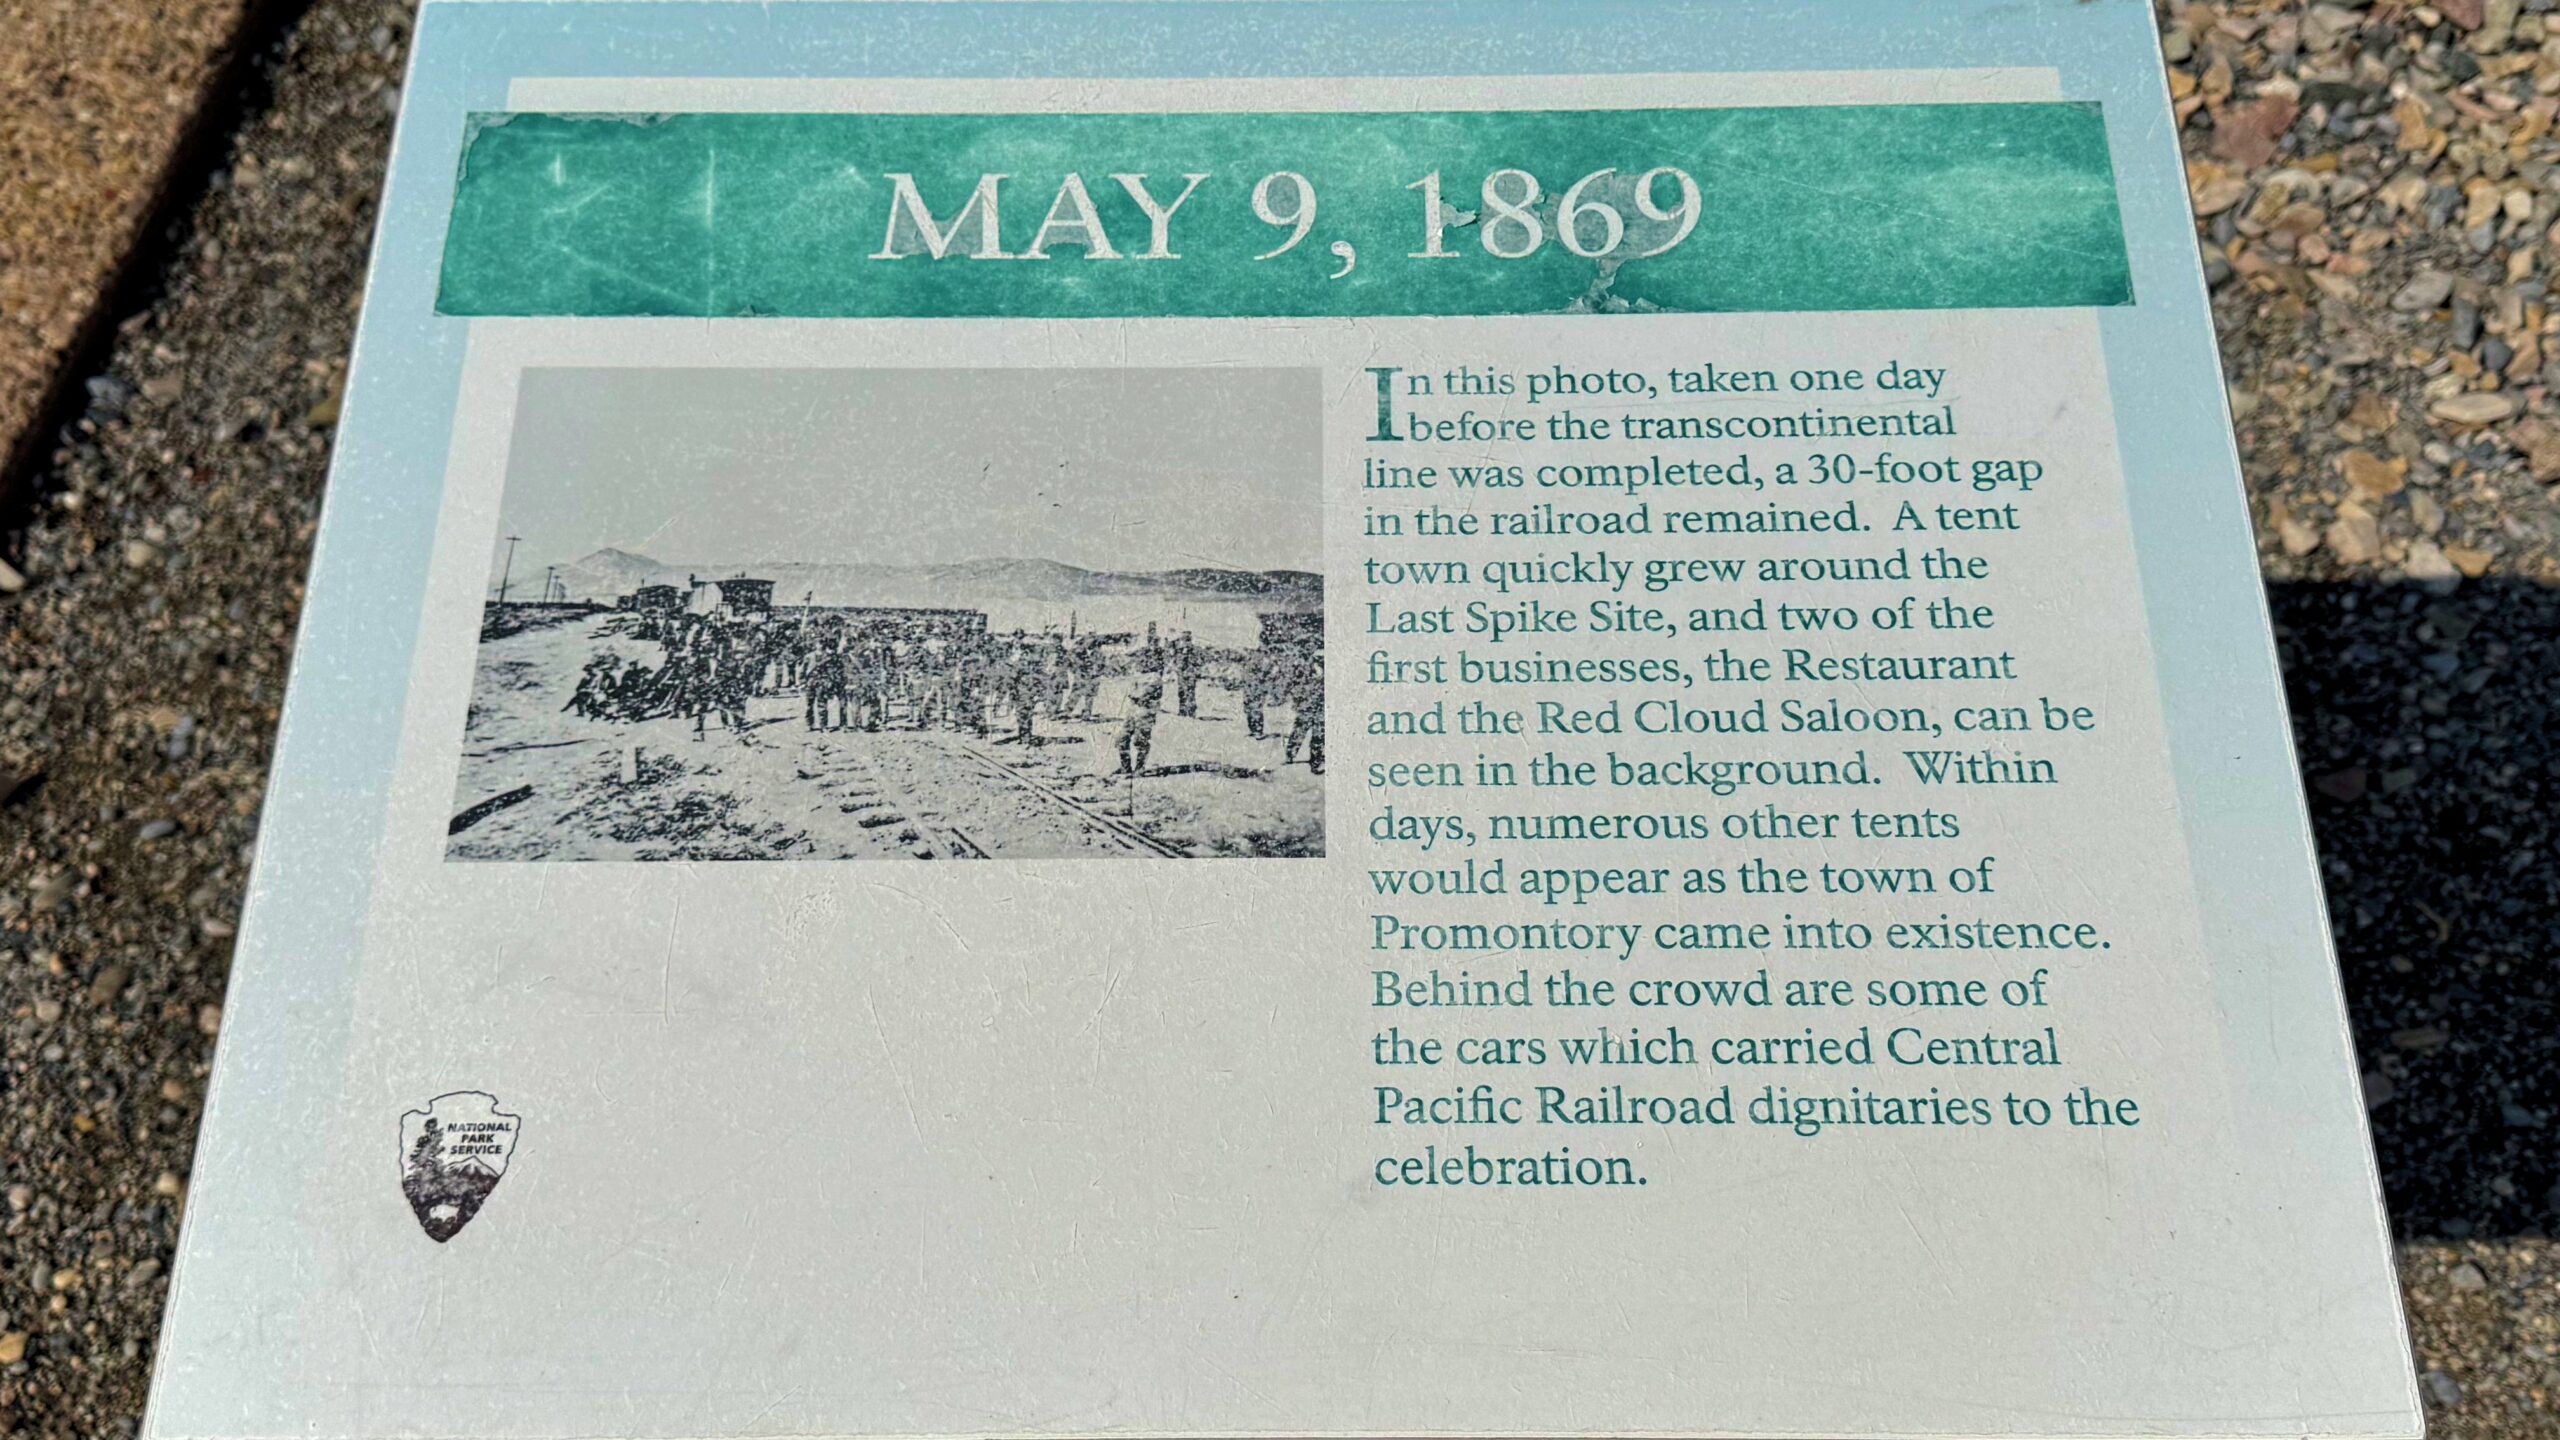 MAY 9, 1869
In this photo, taken one day
before the transcontinental
line was completed, a 30-foot gap
in the railroad remained. A tent
town quickly grew around the
Last Spike Site, and two of the
first businesses, the Restaurant
and the Red Cloud Saloon, can be
seen in the background. Within
days, numerous other tents
would appear as the town of
Promontory came into existence.
Behind the crowd are some of
the cars which carried Central
Pacific Railroad dignitaries to the
celebration.
NATIONAL
PARK
SERVICE